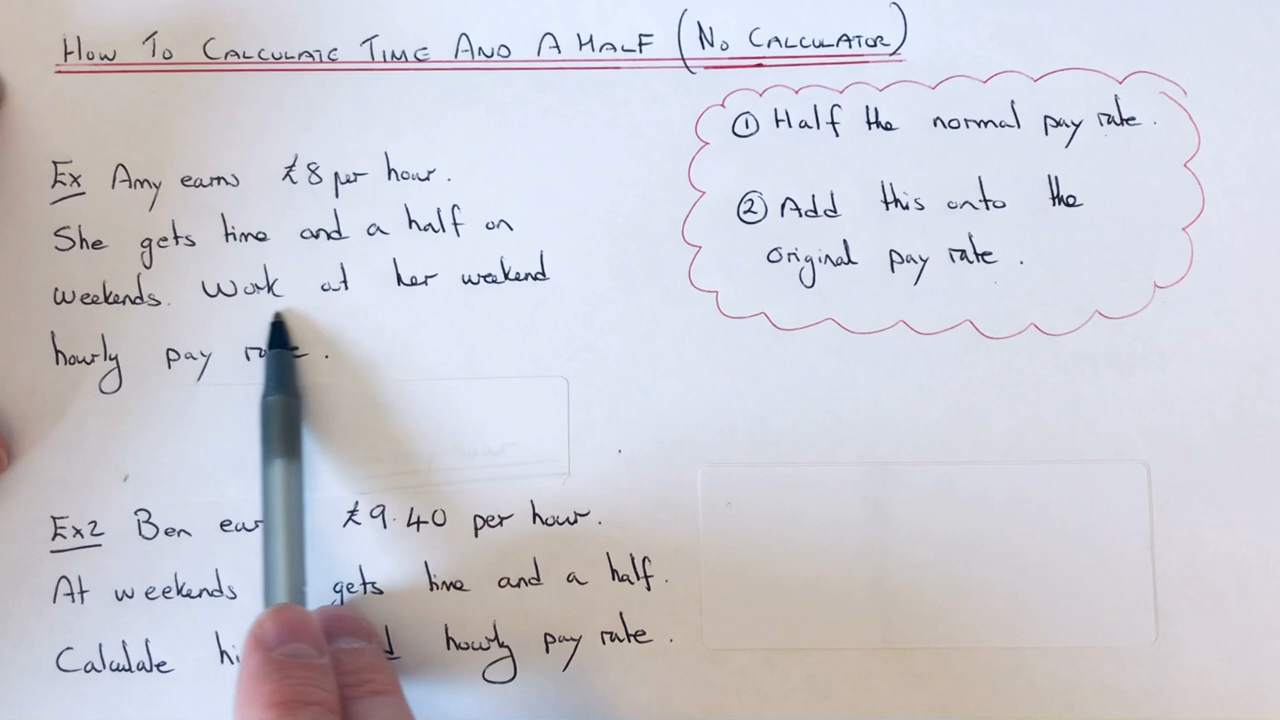 HOW TO CALCULATE TIME AND A HALF (NO CALCULATOR)
① Half the normal pay rate.
② Add this onto the
original pay rate.
Ex Amy earns £8 per hour.
She gets time and a half on
weekends. Work out her weekend
hourly pay rate.
Ex2 Ben £9.40 per hour.
At weekends gets time and a half.
Calculate hourly pay rate.